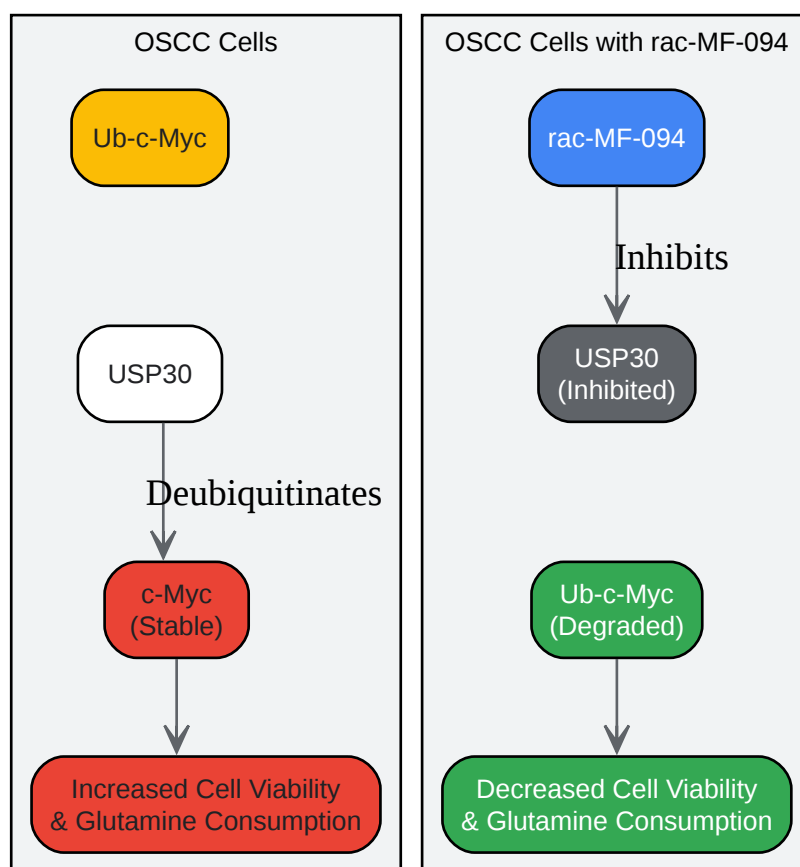 OSCC Cells
Ub-c-Myc
USP30
Deubiquitinates
c-Myc
(Stable)
Increased Cell Viability
& Glutamine Consumption
OSCC Cells with rac-MF-094
rac-MF-094
Inhibits
USP30
(Inhibited)
Ub-c-Myc
(Degraded)
Decreased Cell Viability
& Glutamine Consumption